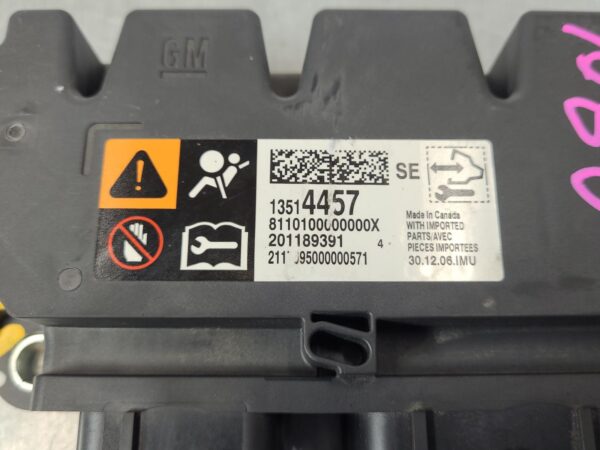 GM
SE
13514457
8110100000000X
201189391 4
Made in Canada
WITH IMPORTED
PARTS/AVEC
PIECES IMPORTEES
30.12.06.IMU